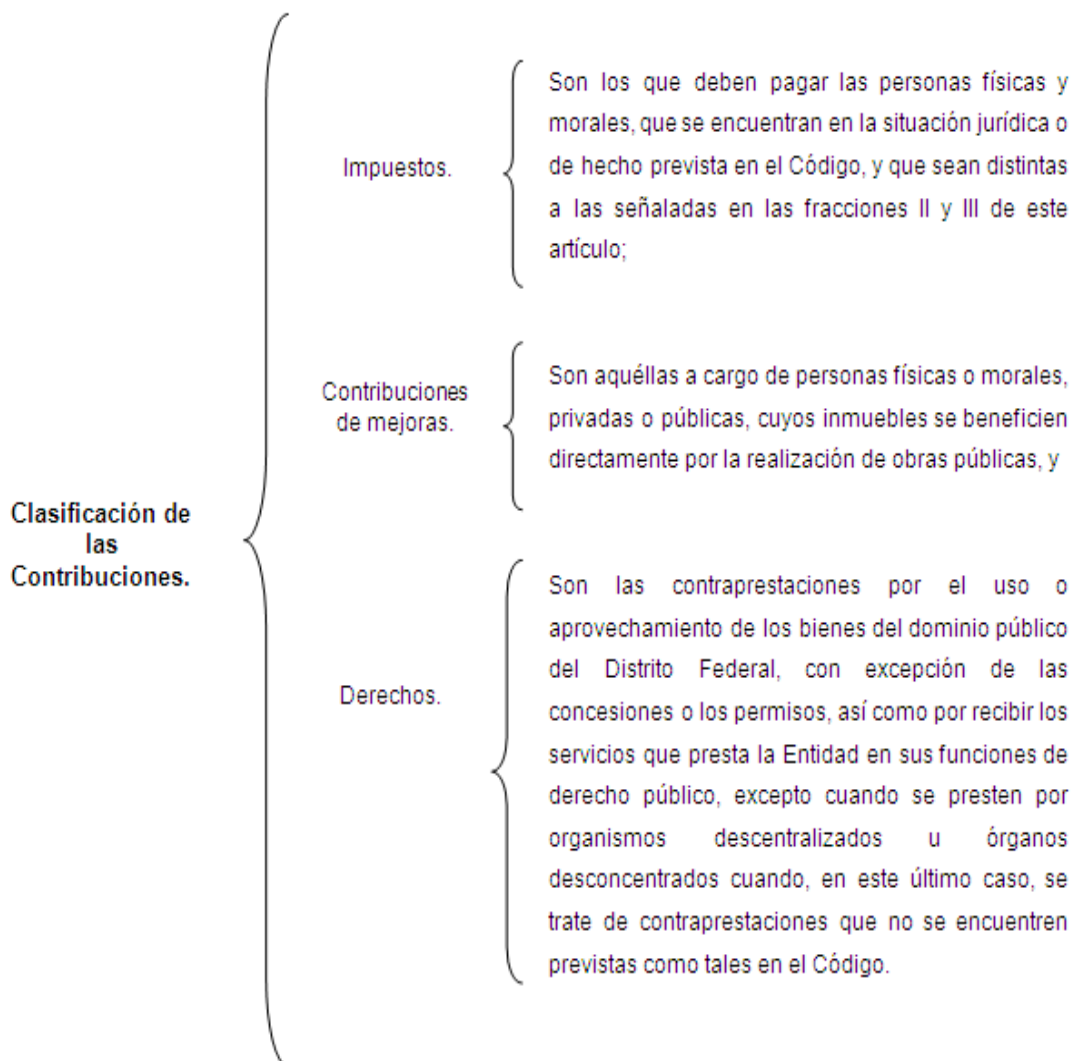 Clasificación de
las
Contribuciones.
Impuestos.
Son los que deben pagar las personas físicas y
morales, que se encuentran en la situación jurídica o
de hecho prevista en el Código, y que sean distintas
a las señaladas en las fracciones II y III de este
artículo;
Contribuciones
de mejoras.
Son aquéllas a cargo de personas físicas o morales,
privadas o públicas, cuyos inmuebles se beneficien
directamente por la realización de obras públicas, y
Derechos.
Son las contraprestaciones por el uso o
aprovechamiento de los bienes del dominio público
del Distrito Federal, con excepción de las
concesiones o los permisos, así como por recibir los
servicios que presta la Entidad en sus funciones de
derecho público, excepto cuando se presten por
organismos descentralizados u órganos
desconcentrados cuando, en este último caso, se
trate de contraprestaciones que no se encuentren
previstas como tales en el Código.